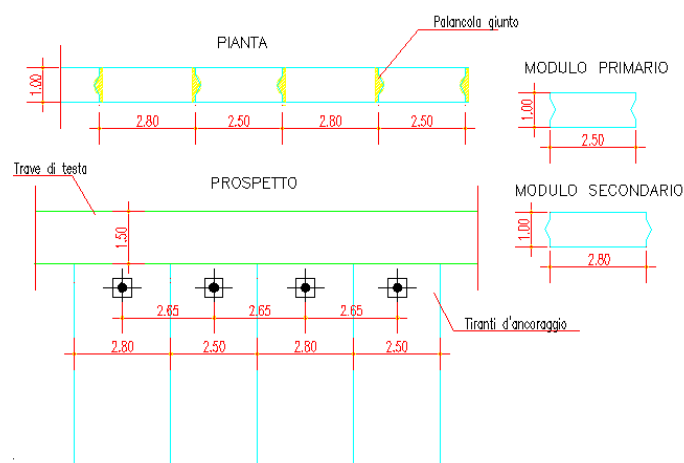 Palancola giunto
PIANTA
1.00
2.80
2.50
2.80
2.50
MODULO PRIMARIO
1.00
2.50
Trave di testa
PROSPETTO
1.50
2.65
2.65
2.65
Tiranti d'ancoraggio
2.80
2.50
2.80
2.50
MODULO SECONDARIO
1.00
2.80